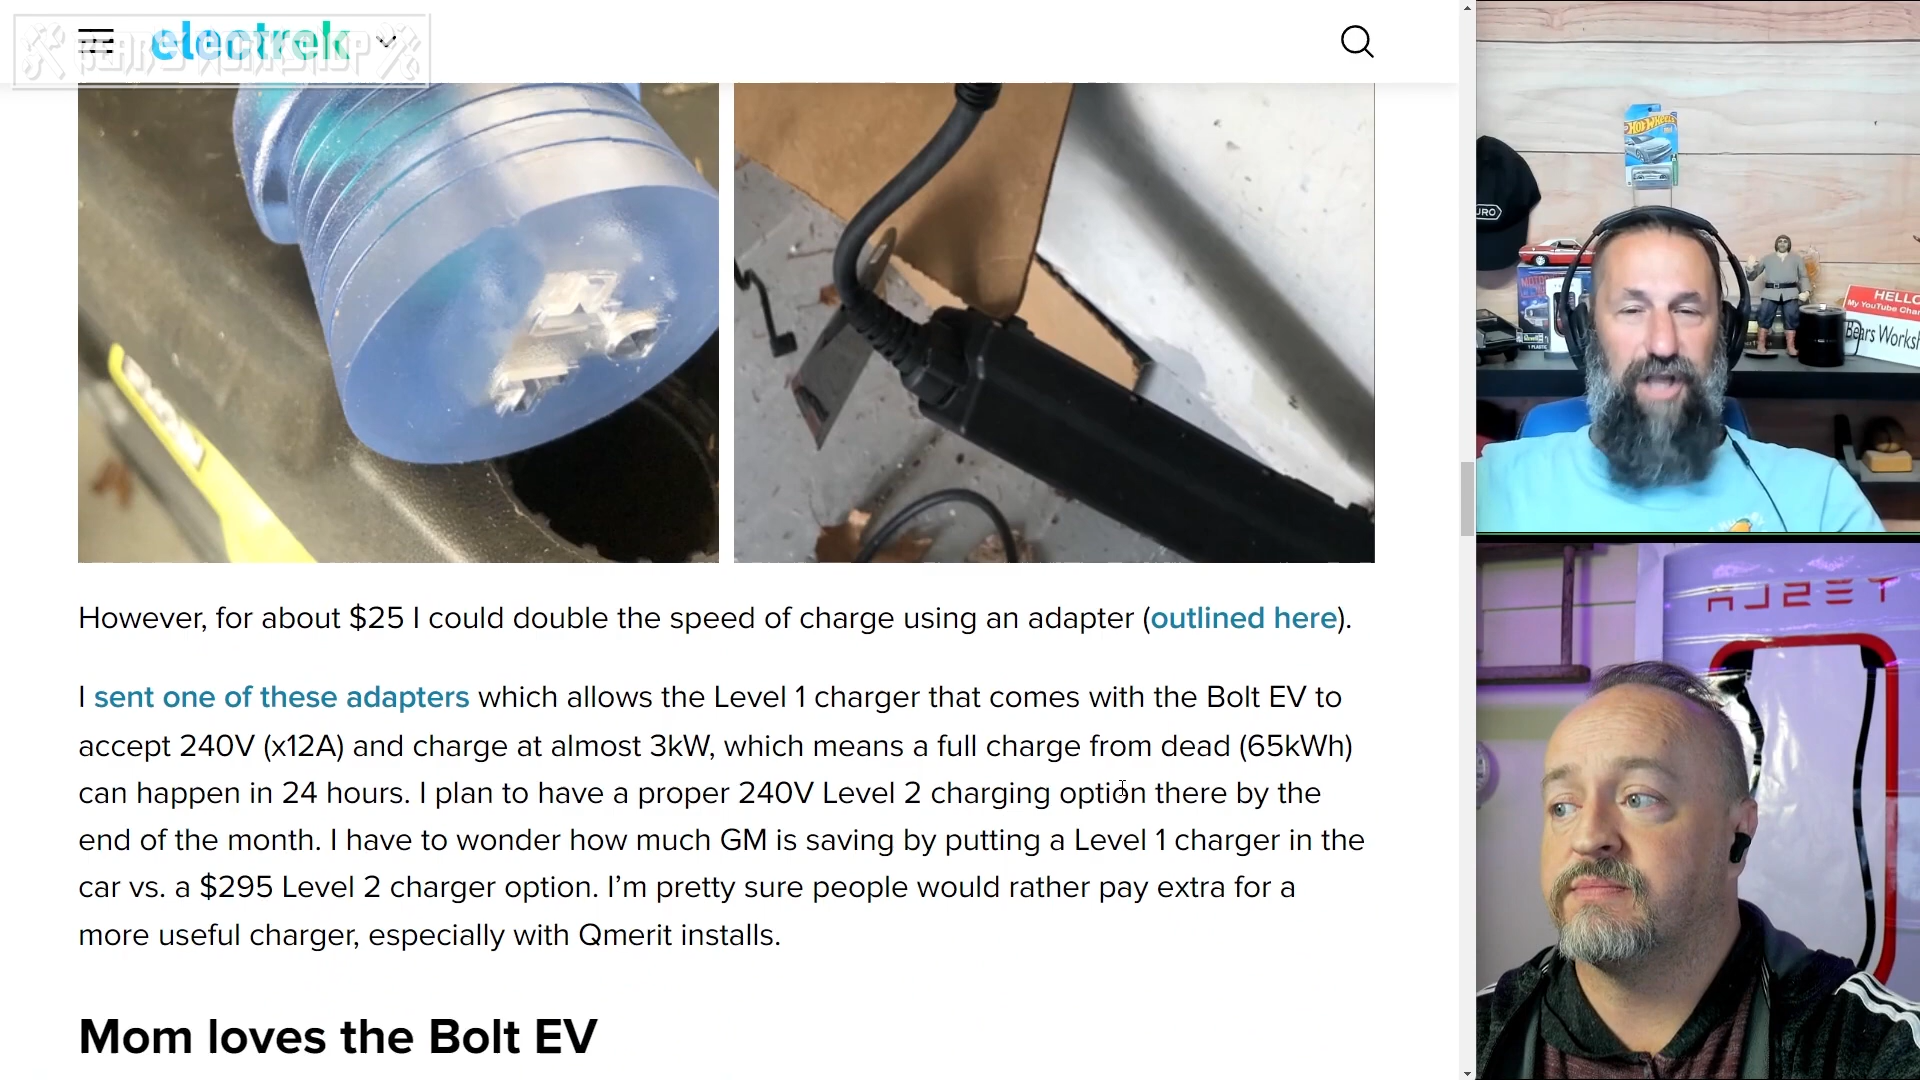 electrek
BEARS WORKSHOP
However, for about $25 I could double the speed of charge using an adapter (outlined here).
I sent one of these adapters which allows the Level 1 charger that comes with the Bolt EV to
accept 240V (x12A) and charge at almost 3kW, which means a full charge from dead (65kWh)
can happen in 24 hours. I plan to have a proper 240V Level 2 charging option there by the
end of the month. I have to wonder how much GM is saving by putting a Level 1 charger in the
car vs. a $295 Level 2 charger option. I’m pretty sure people would rather pay extra for a
more useful charger, especially with Qmerit installs.
Mom loves the Bolt EV
Hot Wheels
URO
HELLO
My YouTube Chan
Bears Worksh
TESLA